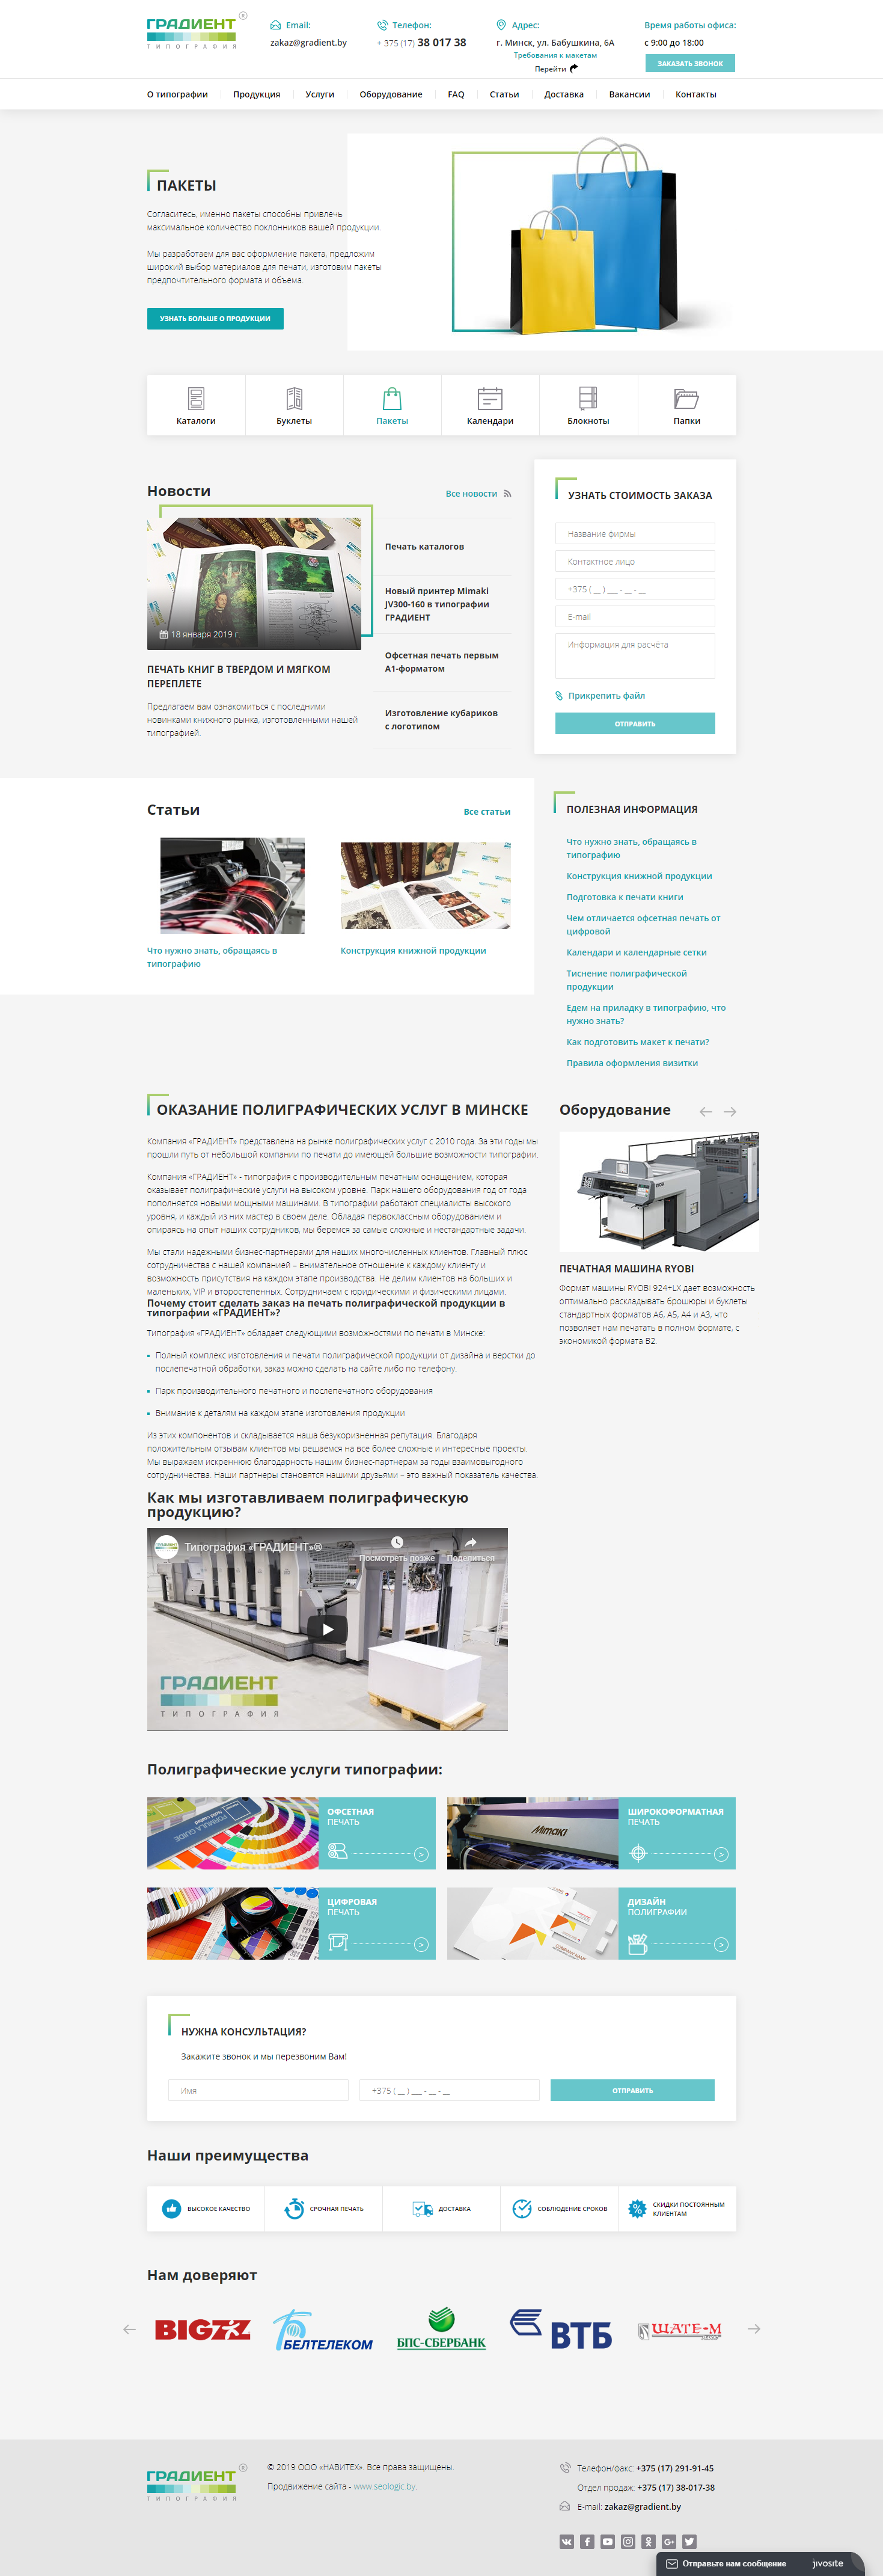 ГРАДИЕНТ ®
ТИПОГРАФИЯ
Email:
zakaz@gradient.by
Телефон:
+ 375 (17) 38 017 38
Адрес:
г. Минск, ул. Бабушкина, 6А
Требования к макетам
Перейти
Время работы офиса:
с 9:00 до 18:00
ЗАКАЗАТЬ ЗВОНОК
О типографии
Продукция
Услуги
Оборудование
FAQ
Статьи
Доставка
Вакансии
Контакты
ПАКЕТЫ
Согласитесь, именно пакеты способны привлечь
максимальное количество поклонников вашей продукции.
Мы разработаем для вас оформление пакета, предложим
широкий выбор материалов для печати, изготовим пакеты
предпочтительного формата и объема.
УЗНАТЬ БОЛЬШЕ О ПРОДУКЦИИ
Каталоги
Буклеты
Пакеты
Календари
Блокноты
Папки
Новости
Все новости
18 января 2019 г.
ПЕЧАТЬ КНИГ В ТВЕРДОМ И МЯГКОМ
ПЕРЕПЛЕТЕ
Предлагаем вам ознакомиться с последними
новинками книжного рынка, изготовленными нашей
типографией.
Печать каталогов
Новый принтер Mimaki
JV300-160 в типографии
ГРАДИЕНТ
Офсетная печать первым
А1-форматом
Изготовление кубариков
с логотипом
УЗНАТЬ СТОИМОСТЬ ЗАКАЗА
Название фирмы
Контактное лицо
+375 ( __ ) ___ - __ - __
E-mail
Информация для расчёта
Прикрепить файл
ОТПРАВИТЬ
Статьи
Все статьи
Что нужно знать, обращаясь в
типографию
Конструкция книжной продукции
ПОЛЕЗНАЯ ИНФОРМАЦИЯ
Что нужно знать, обращаясь в
типографию
Конструкция книжной продукции
Подготовка к печати книги
Чем отличается офсетная печать от
цифровой
Календари и календарные сетки
Тиснение полиграфической
продукции
Едем на приладку в типографию, что
нужно знать?
Как подготовить макет к печати?
Правила оформления визитки
ОКАЗАНИЕ ПОЛИГРАФИЧЕСКИХ УСЛУГ В МИНСКЕ
Компания «ГРАДИЕНТ» представлена на рынке полиграфических услуг с 2010 года. За эти годы мы
прошли путь от небольшой компании по печати до имеющей большие возможности типографии.
Компания «ГРАДИЕНТ» - типография с производительным печатным оснащением, которая
оказывает полиграфические услуги на высоком уровне. Парк нашего оборудования год от года
пополняется новыми мощными машинами. В типографии работают специалисты высокого
уровня, и каждый из них мастер в своем деле. Обладая первоклассным оборудованием и
опираясь на опыт наших сотрудников, мы беремся за самые сложные и нестандартные задачи.
Мы стали надежными бизнес-партнерами для наших многочисленных клиентов. Главный плюс
сотрудничества с нашей компанией – внимательное отношение к каждому клиенту и
возможность присутствия на каждом этапе производства. Не делим клиентов на больших и
маленьких, VIP и второстепенных. Сотрудничаем с юридическими и физическими лицами.
Почему стоит сделать заказ на печать полиграфической продукции в
типографии «ГРАДИЕНТ»?
Типография «ГРАДИЕНТ» обладает следующими возможностями по печати в Минске:
Полный комплекс изготовления и печати полиграфической продукции от дизайна и верстки до
послепечатной обработки, заказ можно сделать на сайте либо по телефону.
Парк производительного печатного и послепечатного оборудования
Внимание к деталям на каждом этапе изготовления продукции
Из этих компонентов и складывается наша безукоризненная репутация. Благодаря
положительным отзывам клиентов мы решаемся на все более сложные и интересные проекты.
Мы выражаем искреннюю благодарность нашим бизнес-партнерам за годы взаимовыгодного
сотрудничества. Наши партнеры становятся нашими друзьями – это важный показатель качества.
Оборудование
RYOBI
ПЕЧАТНАЯ МАШИНА RYOBI
Формат машины RYOBI 924+LX дает возможность
оптимально раскладывать брошюры и буклеты
стандартных форматов А6, А5, А4 и А3, что
позволяет нам печатать в полном формате, с
экономикой формата В2.
Как мы изготавливаем полиграфическую
продукцию?
ГРАДИЕНТ
Типография «ГРАДИЕНТ»®
Посмотреть позже
Поделиться
ГРАДИЕНТ
ТИПОГРАФИЯ
Полиграфические услуги типографии:
FORMULA GUIDE
ОФСЕТНАЯ
ПЕЧАТЬ
Mimaki
ШИРОКОФОРМАТНАЯ
ПЕЧАТЬ
ЦИФРОВАЯ
ПЕЧАТЬ
ДИЗАЙН
ПОЛИГРАФИИ
НУЖНА КОНСУЛЬТАЦИЯ?
Закажите звонок и мы перезвоним Вам!
Имя
+375 ( __ ) ___ - __ - __
ОТПРАВИТЬ
Наши преимущества
ВЫСОКОЕ КАЧЕСТВО
СРОЧНАЯ ПЕЧАТЬ
ДОСТАВКА
СОБЛЮДЕНИЕ СРОКОВ
СКИДКИ ПОСТОЯННЫМ
КЛИЕНТАМ
Нам доверяют
BIGZZ
БЕЛТЕЛЕКОМ
БПС-СБЕРБАНК
ВТБ
ШАТЕ-М
ГРАДИЕНТ ®
ТИПОГРАФИЯ
© 2019 ООО «НАВИТЕХ». Все права защищены.
Продвижение сайта - www.seologic.by.
Телефон/факс: +375 (17) 291-91-45
Отдел продаж: +375 (17) 38-017-38
E-mail: zakaz@gradient.by
Отправьте нам сообщение
jivosite